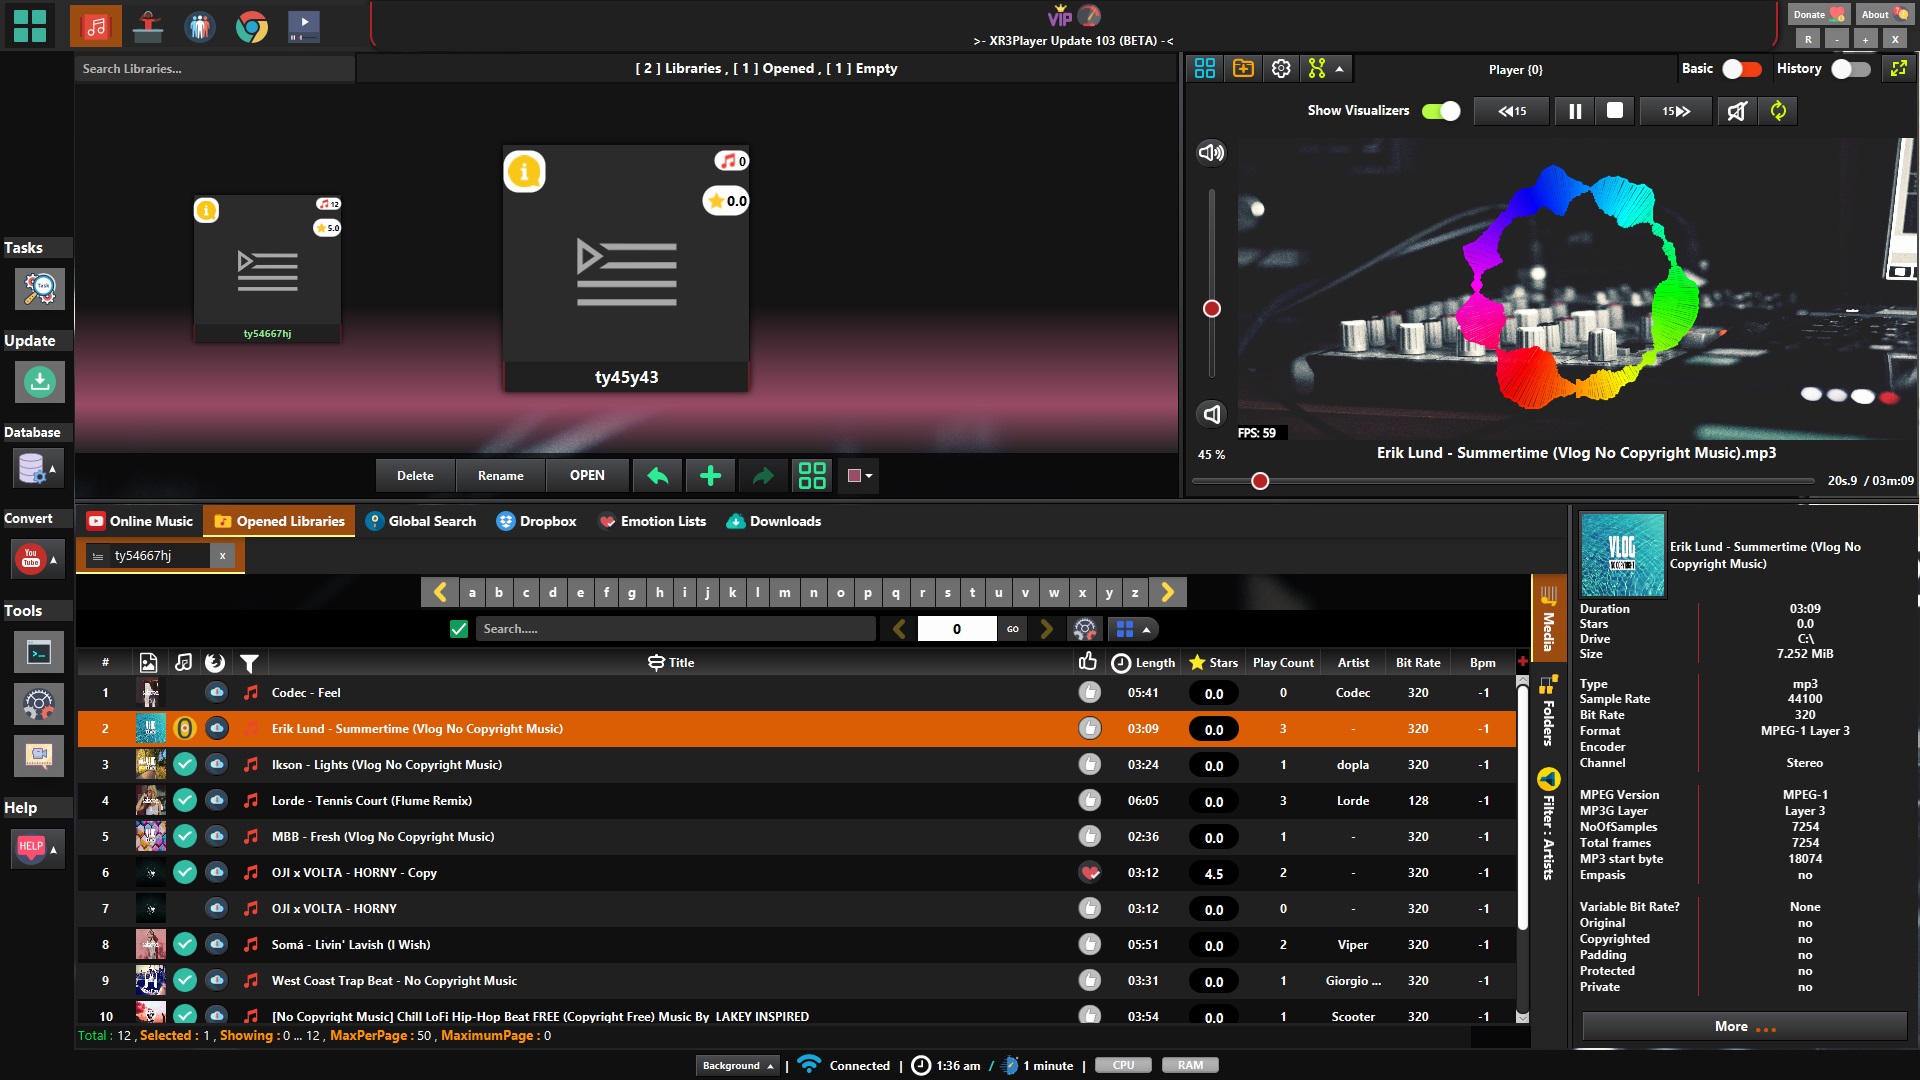 VIP
>- XR3Player Update 103 (BETA) -<
Donate
About
R - + X
Search Libraries...
[ 2 ] Libraries , [ 1 ] Opened , [ 1 ] Empty
12
5.0
ty54667hj
0
0.0
ty45y43
Delete
Rename
OPEN
Player {0}
Basic
History
Show Visualizers
15
15
FPS: 59
45 %
Erik Lund - Summertime (Vlog No Copyright Music).mp3
20s.9 / 03m:09
Tasks
Task
Update
Database
Convert
You Tube
Tools
Help
HELP
Online Music
Opened Libraries
Global Search
Dropbox
Emotion Lists
Downloads
ty54667hj x
a b c d e f g h i j k l m n o p q r s t u v w x y z
Search.....
0
GO
# Title Length Stars Play Count Artist Bit Rate Bpm
1 Codec - Feel 05:41 0.0 0 Codec 320 -1
2 Erik Lund - Summertime (Vlog No Copyright Music) 03:09 0.0 3 - 320 -1
3 Ikson - Lights (Vlog No Copyright Music) 03:24 0.0 1 dopla 320 -1
4 Lorde - Tennis Court (Flume Remix) 06:05 0.0 3 Lorde 128 -1
5 MBB - Fresh (Vlog No Copyright Music) 02:36 0.0 1 - 320 -1
6 OJI x VOLTA - HORNY - Copy 03:12 4.5 2 - 320 -1
7 OJI x VOLTA - HORNY 03:12 0.0 0 - 320 -1
8 Somá - Livin' Lavish (I Wish) 05:51 0.0 2 Viper 320 -1
9 West Coast Trap Beat - No Copyright Music 03:31 0.0 1 Giorgio ... 320 -1
10 [No Copyright Music] Chill LoFi Hip-Hop Beat FREE (Copyright Free) Music By LAKEY INSPIRED 03:54 0.0 1 Scooter 320 -1
Total : 12 , Selected : 1 , Showing : 0 ... 12 , MaxPerPage : 50 , MaximumPage : 0
Media
Folders
Filter : Artists
VLOG
Erik Lund - Summertime (Vlog No
Copyright Music)
Duration 03:09
Stars 0.0
Drive C:\
Size 7.252 MiB
Type mp3
Sample Rate 44100
Bit Rate 320
Format MPEG-1 Layer 3
Encoder
Channel Stereo
MPEG Version MPEG-1
MP3G Layer Layer 3
NoOfSamples 7254
Total frames 7254
MP3 start byte 18074
Empasis no
Variable Bit Rate? None
Original no
Copyrighted no
Padding no
Protected no
Private no
More ...
Background | Connected | 1:36 am / 1 minute | CPU RAM